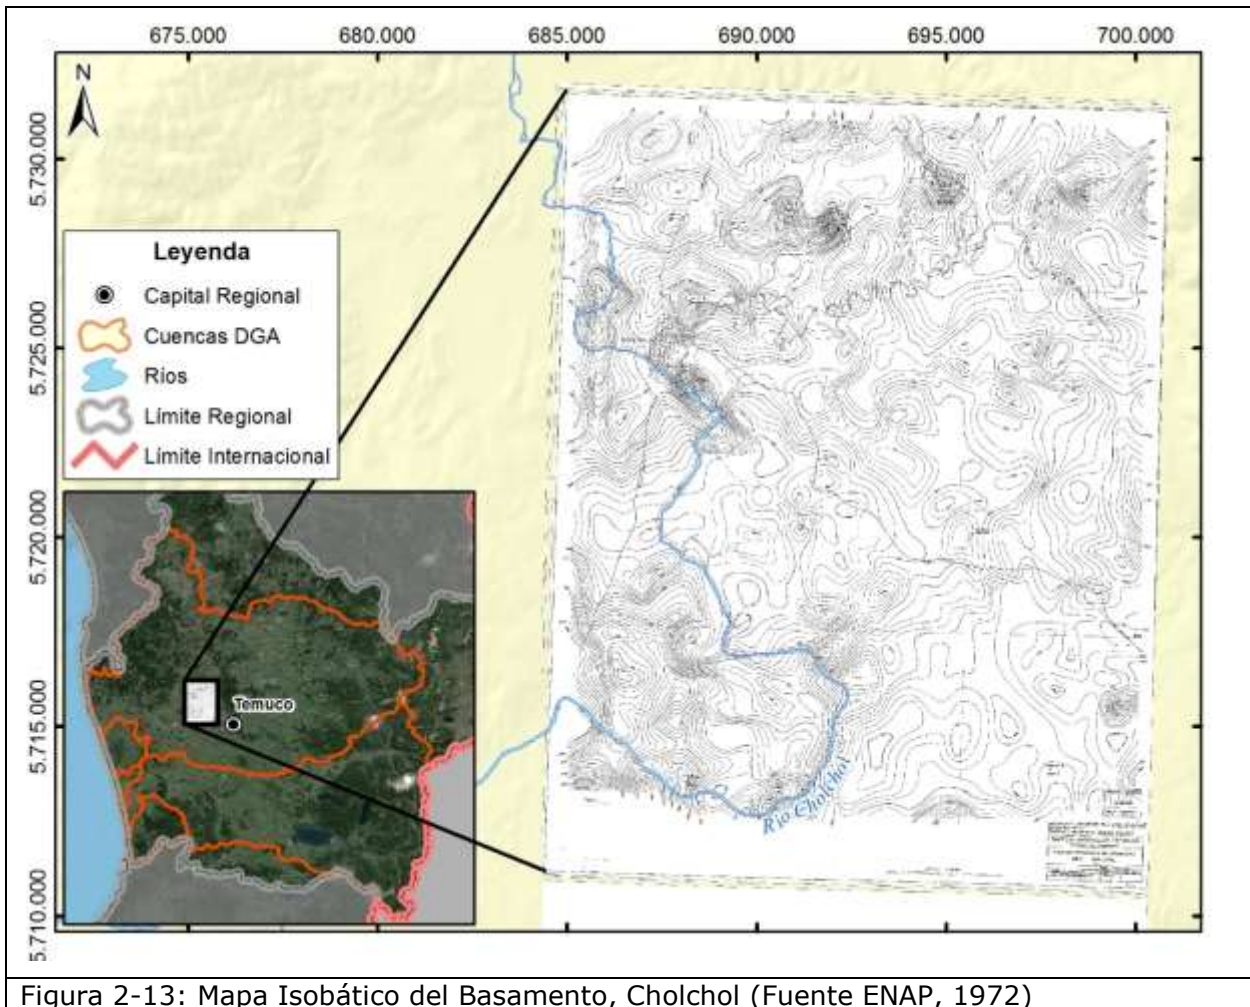 675.000 680.000 685.000 690.000 695.000 700.000
N
5.730.000
5.725.000
5.720.000
5.715.000
5.710.000
Leyenda
Capital Regional
Cuencas DGA
Rios
Límite Regional
Límite Internacional
Temuco
Río Cholchol
Figura 2-13: Mapa Isobático del Basamento, Cholchol (Fuente ENAP, 1972)